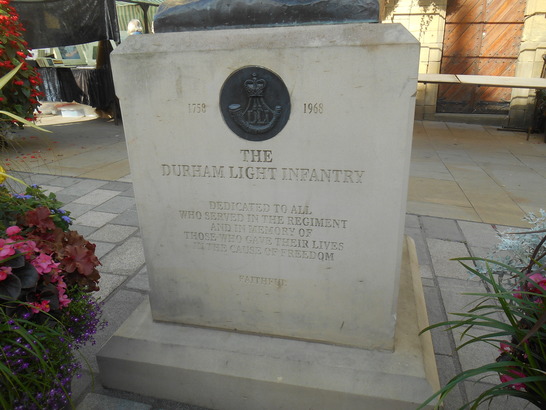 1758 1968
THE
DURHAM LIGHT INFANTRY
DEDICATED TO ALL
WHO SERVED IN THE REGIMENT
AND IN MEMORY OF
THOSE WHO GAVE THEIR LIVES
IN THE CAUSE OF FREEDOM
FAITHFUL